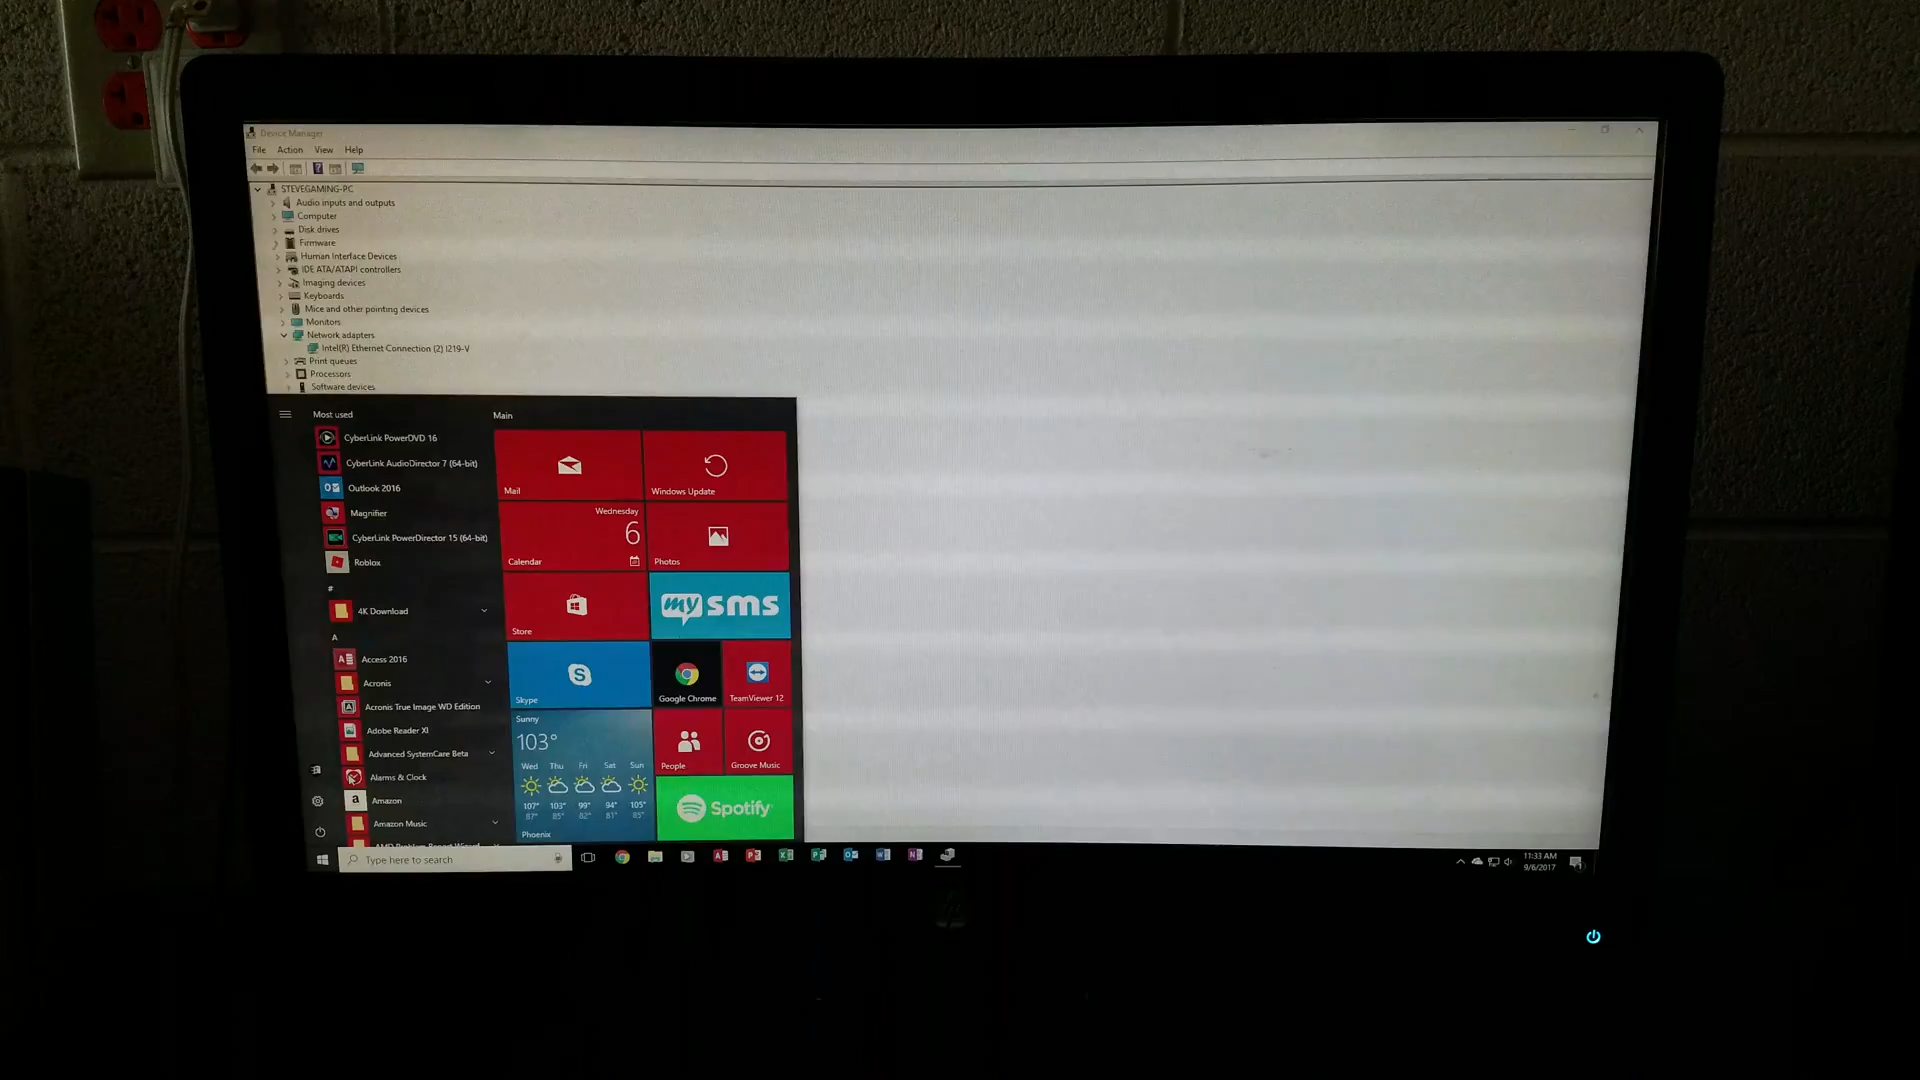 Device Manager
File Action View Help
STEVEGAMING-PC
Audio inputs and outputs
Computer
Disk drives
Firmware
Human Interface Devices
IDE ATA/ATAPI controllers
Imaging devices
Keyboards
Mice and other pointing devices
Monitors
Network adapters
Intel(R) Ethernet Connection (2) I219-V
Print queues
Processors
Software devices
Most used
CyberLink PowerDVD 16
CyberLink AudioDirector 7 (64-bit)
Outlook 2016
Magnifier
CyberLink PowerDirector 15 (64-bit)
Roblox
#
4K Download
A
Access 2016
Acronis
Acronis True Image WD Edition
Adobe Reader XI
Advanced SystemCare Beta
Alarms & Clock
Amazon
Amazon Music
AMD Problem Report Wizard
Main
Mail
Windows Update
Wednesday
6
Calendar
Photos
Store
my sms
Skype
Google Chrome
TeamViewer 12
Sunny
103°
Wed Thu Fri Sat Sun
107° 103° 99° 94° 105°
87° 85° 82° 81° 85°
Phoenix
People
Groove Music
Spotify
Type here to search
11:33 AM
9/6/2017